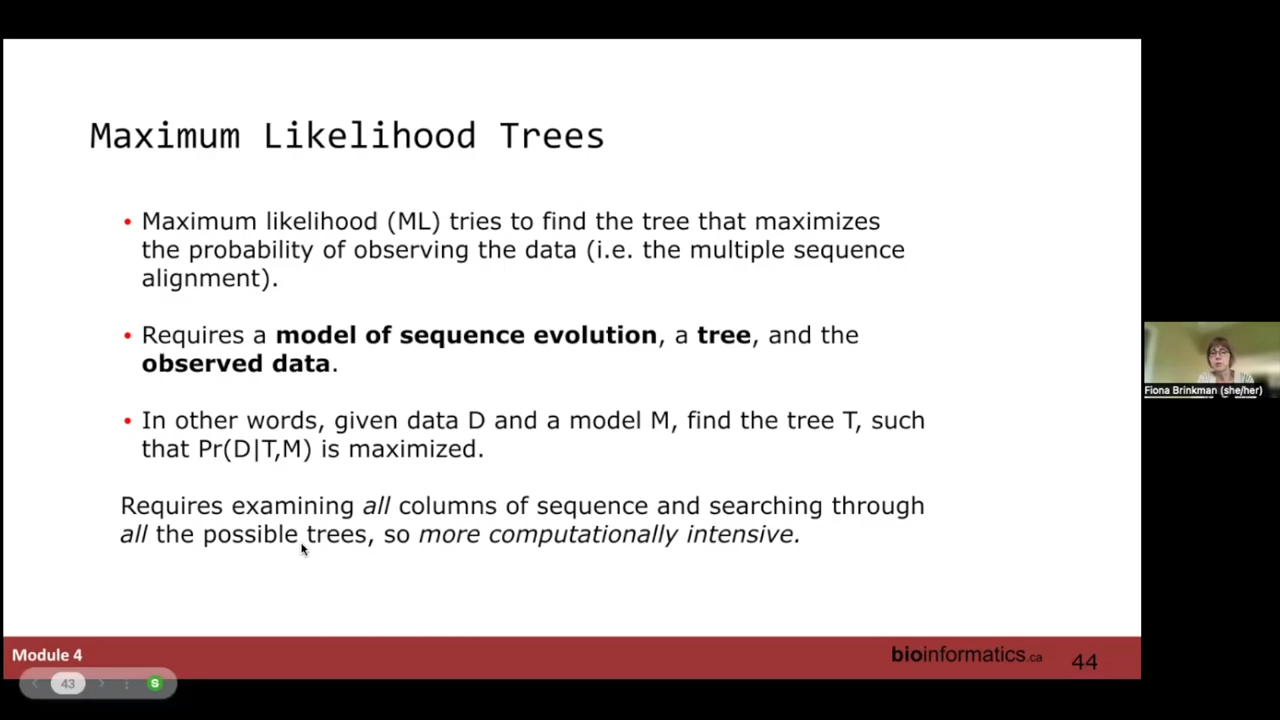 Maximum Likelihood Trees
• Maximum likelihood (ML) tries to find the tree that maximizes
the probability of observing the data (i.e. the multiple sequence
alignment).
• Requires a model of sequence evolution, a tree, and the
observed data.
• In other words, given data D and a model M, find the tree T, such
that Pr(D|T,M) is maximized.
Requires examining all columns of sequence and searching through
all the possible trees, so more computationally intensive.
Fiona Brinkman (she/her)
Module 4
bioinformatics.ca
44
43
S